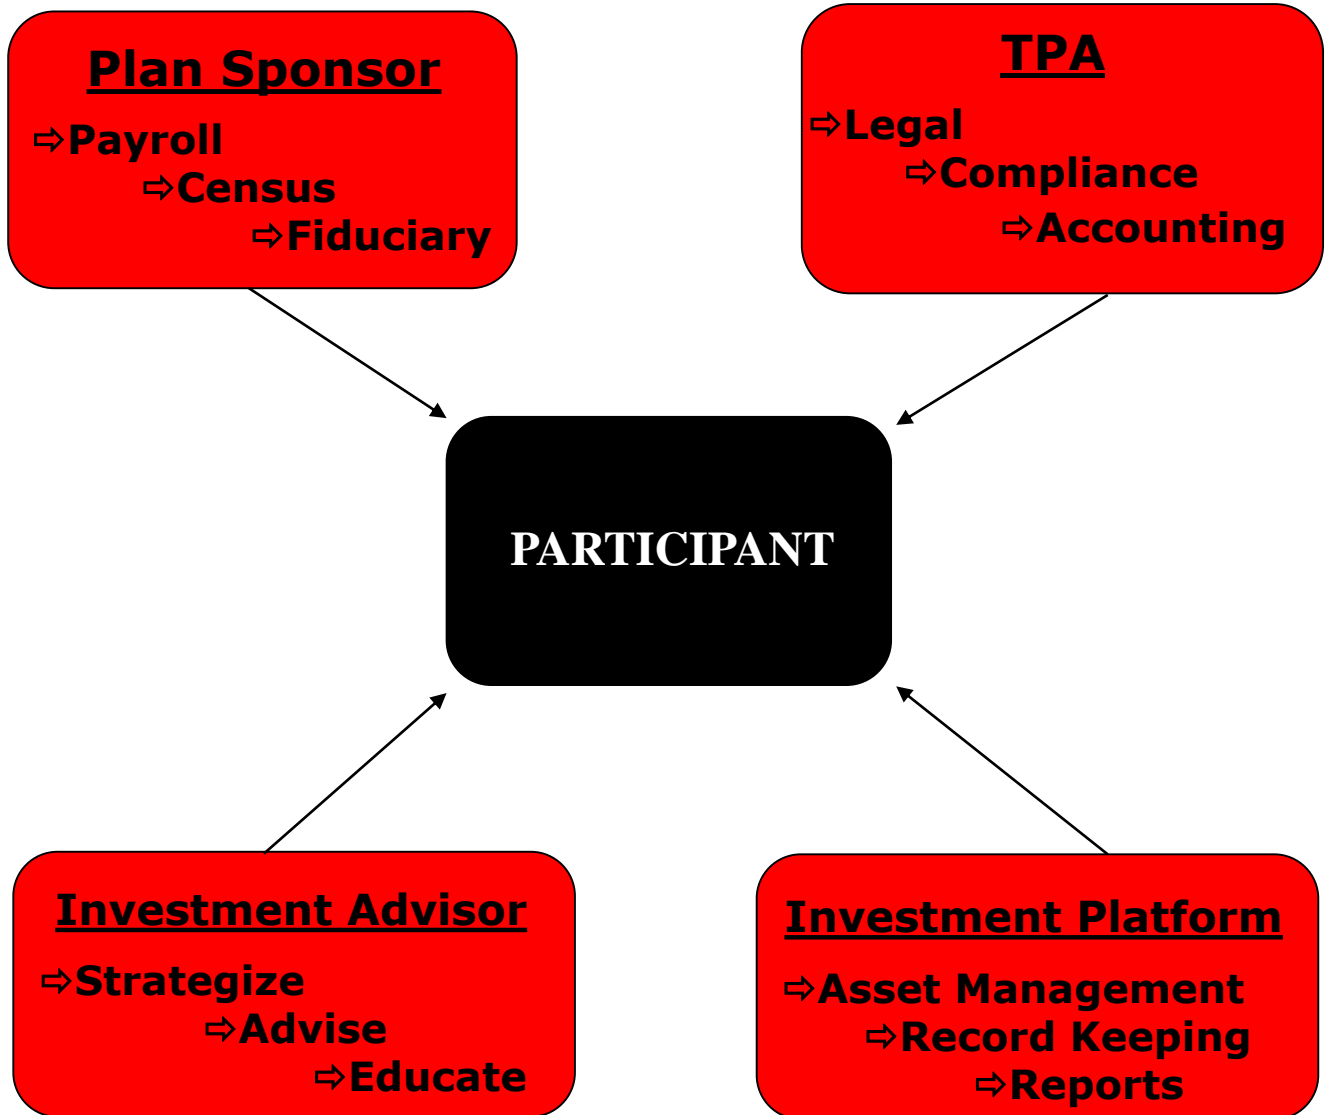 Plan Sponsor
⇨Payroll
⇨Census
⇨Fiduciary
TPA
⇨Legal
⇨Compliance
⇨Accounting
PARTICIPANT
Investment Advisor
⇨Strategize
⇨Advise
⇨Educate
Investment Platform
⇨Asset Management
⇨Record Keeping
⇨Reports